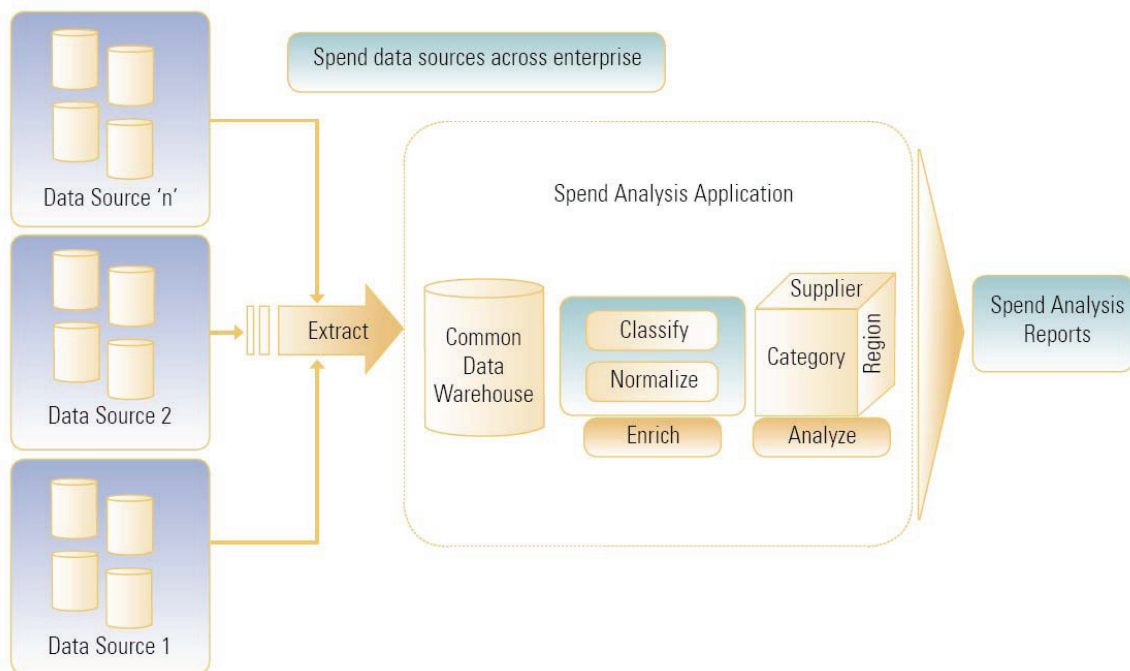 Spend data sources across enterprise
Data Source ‘n’
Data Source 2
Data Source 1
Extract
Spend Analysis Application
Common
Data
Warehouse
Classify
Normalize
Enrich
Supplier
Category
Region
Analyze
Spend Analysis
Reports